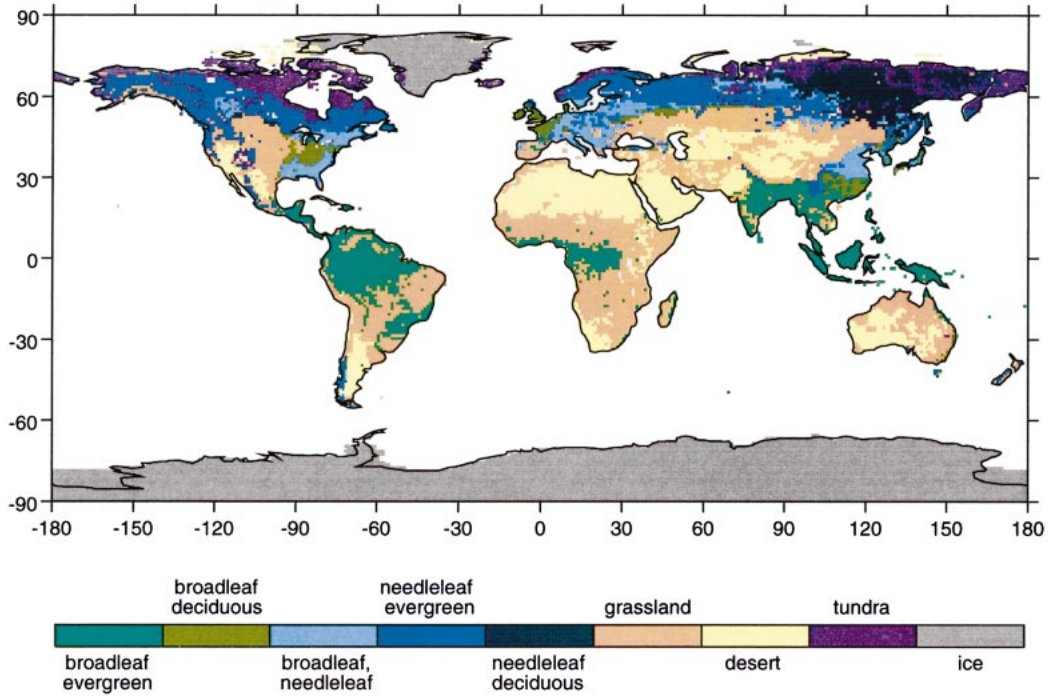 90
60
30
0
-30
-60
-90
-180 -150 -120 -90 -60 -30 0 30 60 90 120 150 180
broadleaf needleleaf
deciduous evergreen grassland tundra
broadleaf broadleaf, needleleaf desert ice
evergreen needleleaf deciduous